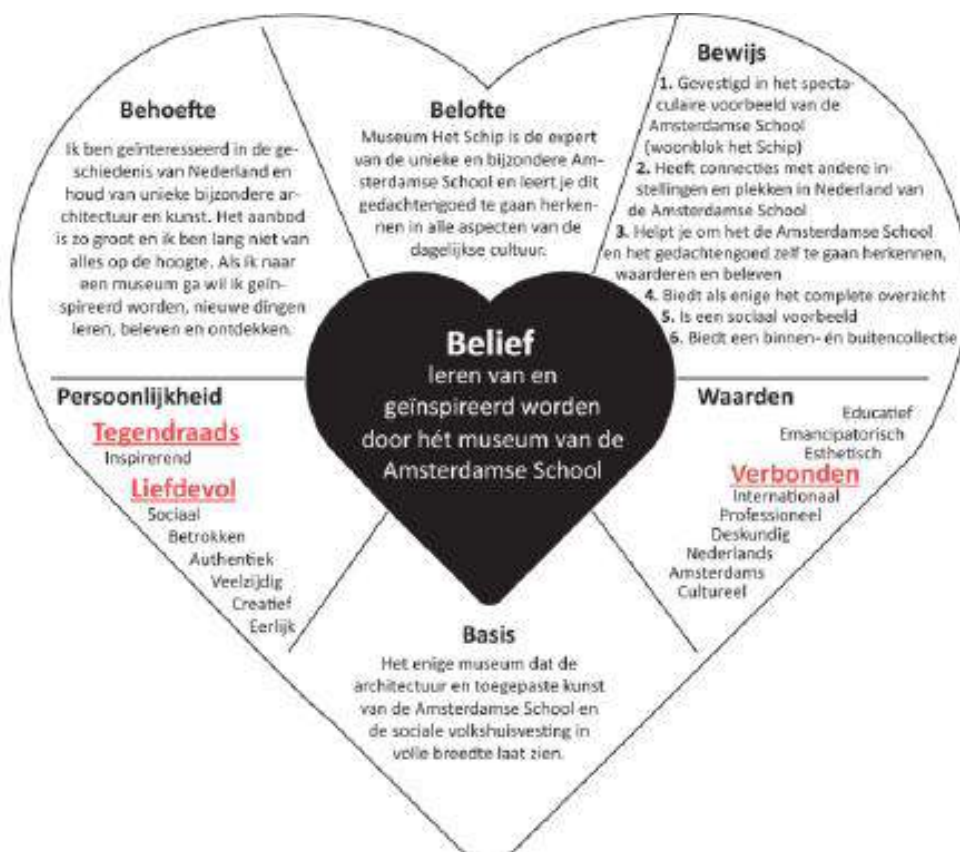 Behoefte
Ik ben geïnteresseerd in de ge-
schiedenis van Nederland en
houd van unieke bijzondere ar-
chitectuur en kunst. Het aanbod
is zo groot en ik ben lang niet van
alles op de hoogte. Als ik naar
een museum ga wil ik geïn-
spireerd worden, nieuwe dingen
leren, beleven en ontdekken.
Belofte
Museum Het Schip is de expert
van de unieke en bijzondere Am-
sterdamse School en leert je dit
gedachtengoed te gaan herken-
nen in alle aspecten van de
dagelijkse cultuur.
Bewijs
1. Gevestigd in het specta-
culaire voorbeeld van de
Amsterdamse School
(woonblok het Schip)
2. Heeft connecties met andere in-
stellingen en plekken in Nederland van
de Amsterdamse School
3. Helpt je om het de Amsterdamse School
en het gedachtengoed zelf te gaan herkennen,
waarderen en beleven
4. Biedt als enige het complete overzicht
5. Is een sociaal voorbeeld
6. Biedt een binnen- én buitencollectie
Belief
leren van en
geïnspireerd worden
door hét museum van de
Amsterdamse School
Persoonlijkheid
Tegendraads
Inspirerend
Liefdevol
Sociaal
Betrokken
Authentiek
Veelzijdig
Creatief
Eerlijk
Waarden
Educatief
Emancipatorisch
Esthetisch
Verbonden
Internationaal
Professioneel
Deskundig
Nederlands
Amsterdams
Cultureel
Basis
Het enige museum dat de
architectuur en toegepaste kunst
van de Amsterdamse School en
de sociale volkshuisvesting in
volle breedte laat zien.